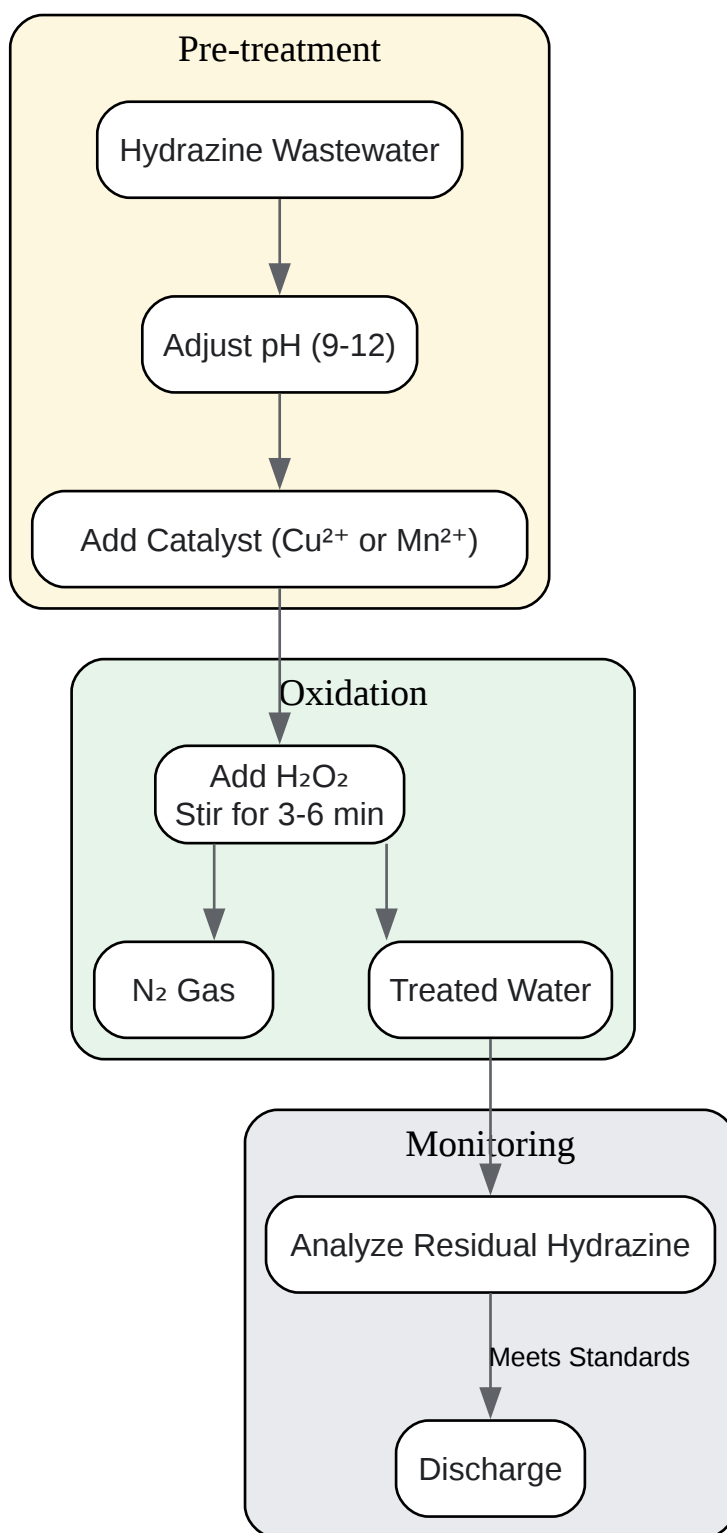 Pre-treatment
Hydrazine Wastewater
Adjust pH (9-12)
Add Catalyst (Cu²⁺ or Mn²⁺)
Oxidation
Add H₂O₂
Stir for 3-6 min
N₂ Gas
Treated Water
Monitoring
Analyze Residual Hydrazine
Meets Standards
Discharge